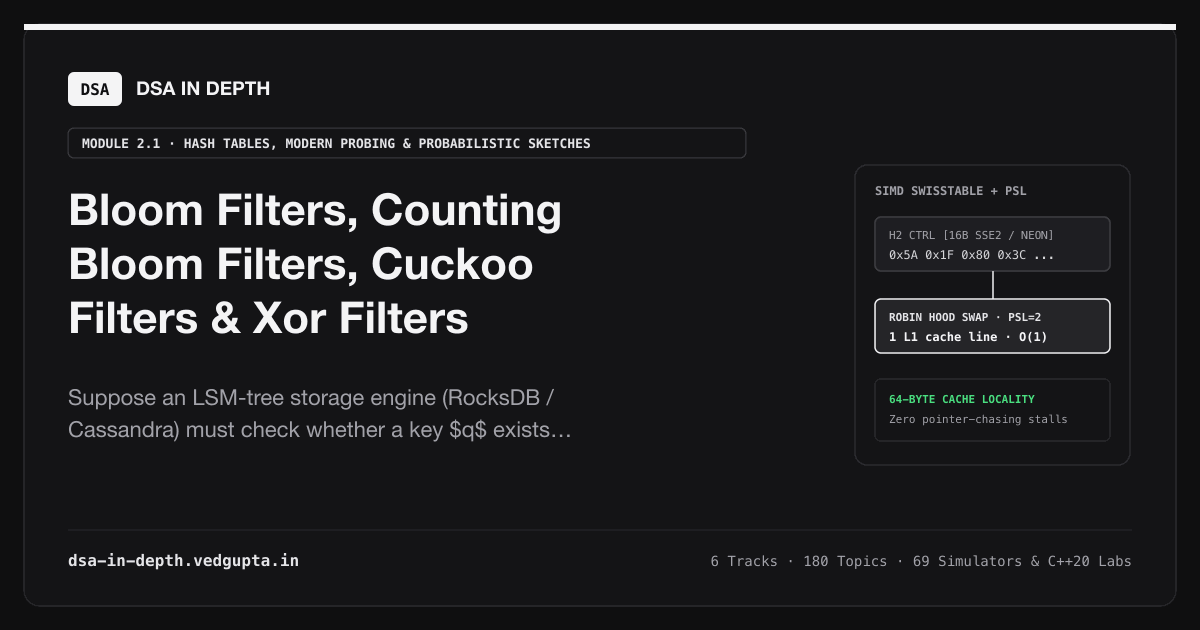 DSA
DSA IN DEPTH
MODULE 2.1 · HASH TABLES, MODERN PROBING & PROBABILISTIC SKETCHES
Bloom Filters, Counting
Bloom Filters, Cuckoo
Filters & Xor Filters
Suppose an LSM-tree storage engine (RocksDB /
Cassandra) must check whether a key $q$ exists…
SIMD SWISSTABLE + PSL
H2 CTRL [16B SSE2 / NEON]
0x5A 0x1F 0x80 0x3C ...
ROBIN HOOD SWAP · PSL=2
1 L1 cache line · O(1)
64-BYTE CACHE LOCALITY
Zero pointer-chasing stalls
dsa-in-depth.vedgupta.in
6 Tracks · 180 Topics · 69 Simulators & C++20 Labs